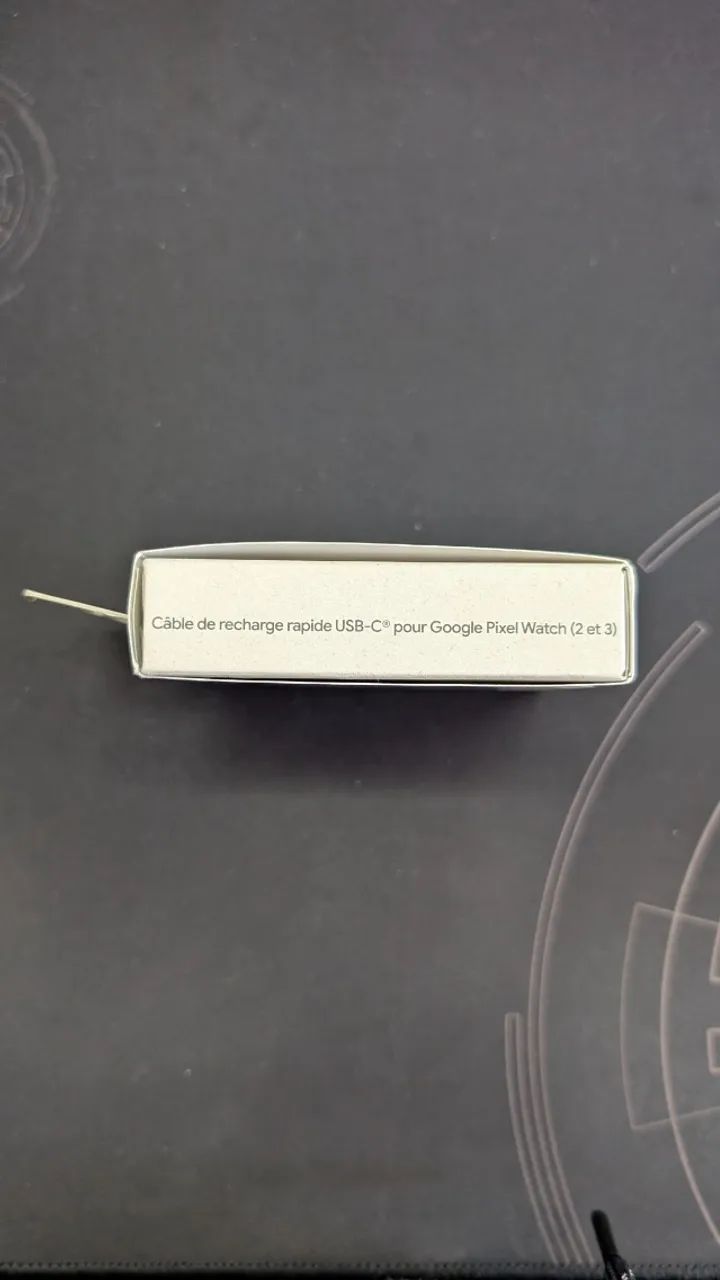 Câble de recharge rapide USB-C® pour Google Pixel Watch (2 et 3)